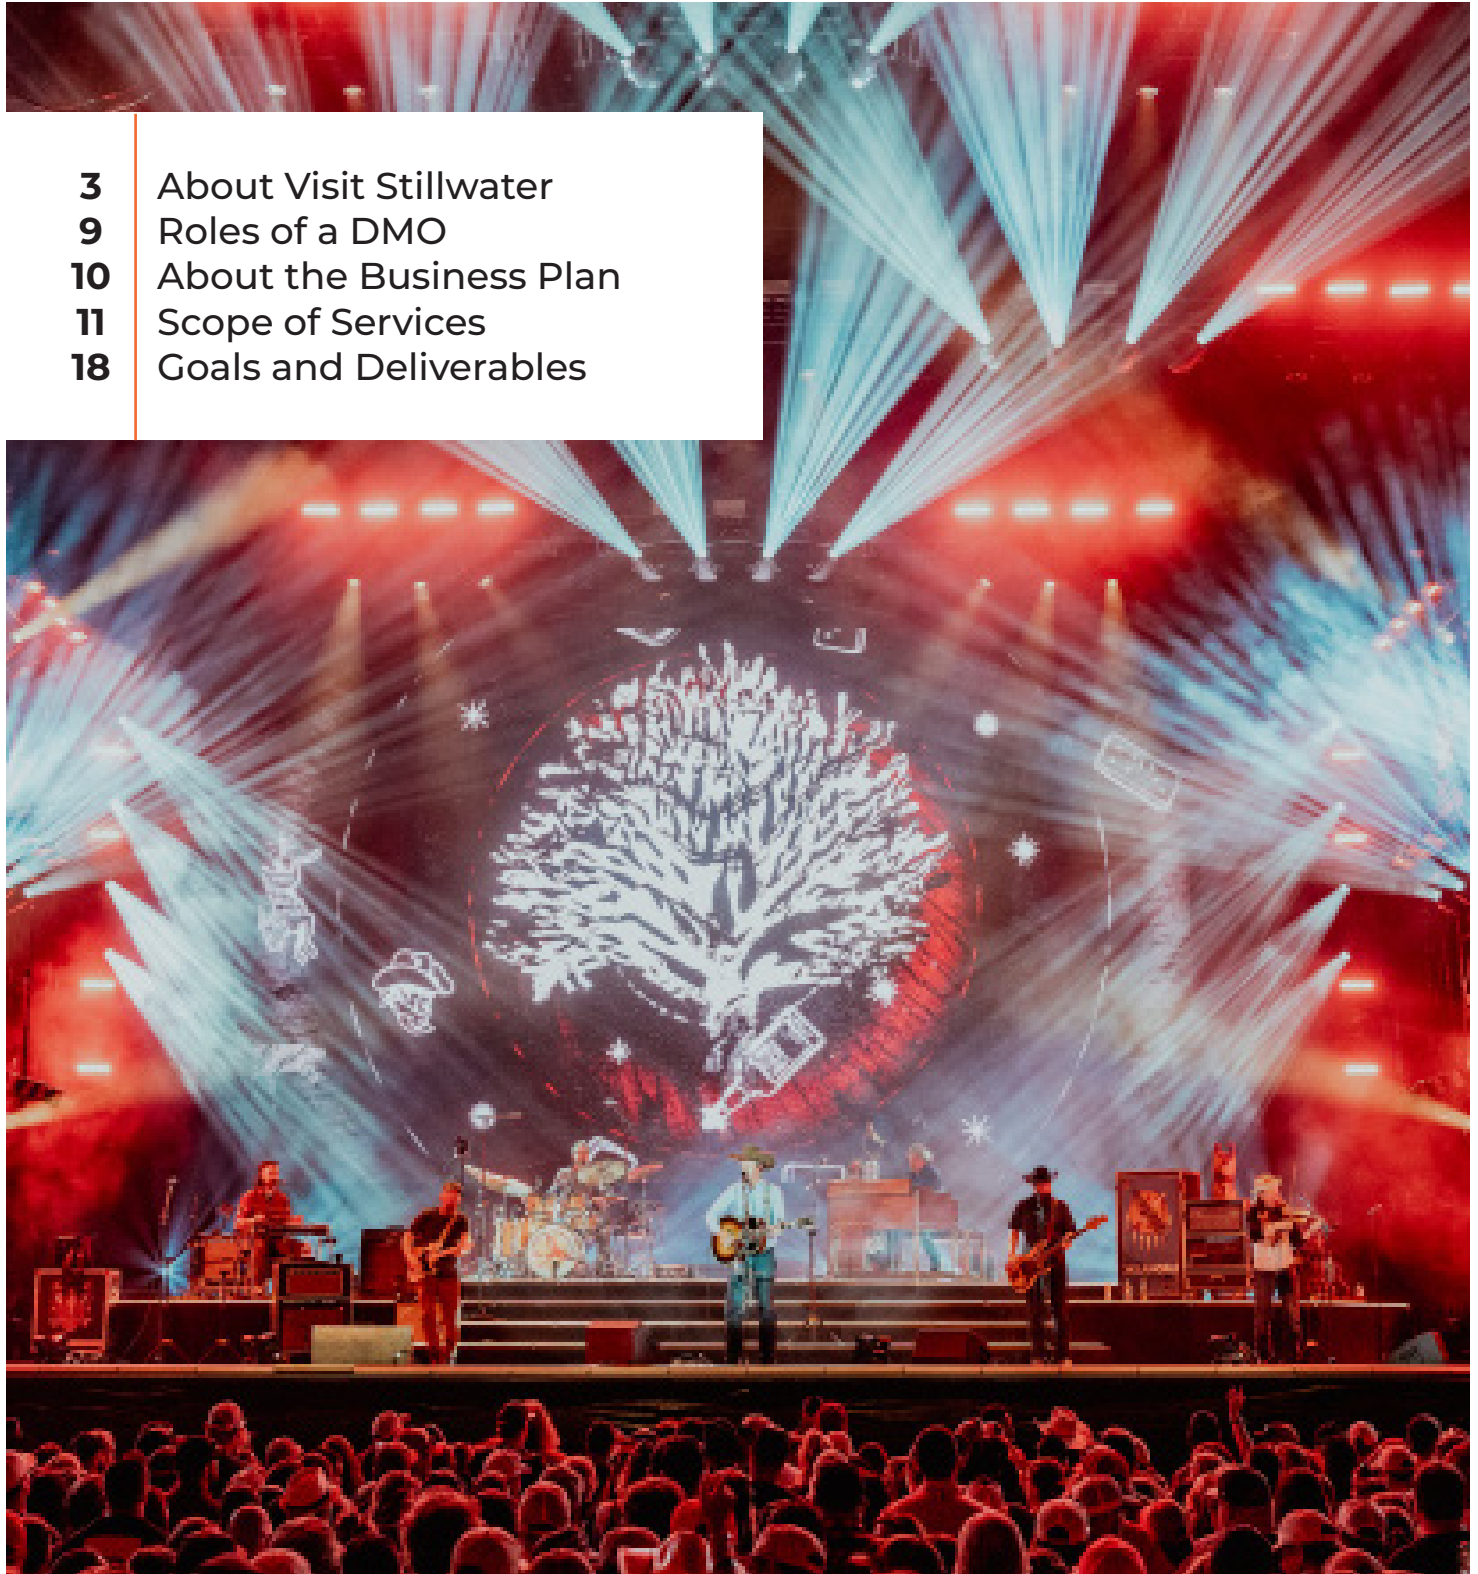 3 About Visit Stillwater
9 Roles of a DMO
10 About the Business Plan
11 Scope of Services
18 Goals and Deliverables